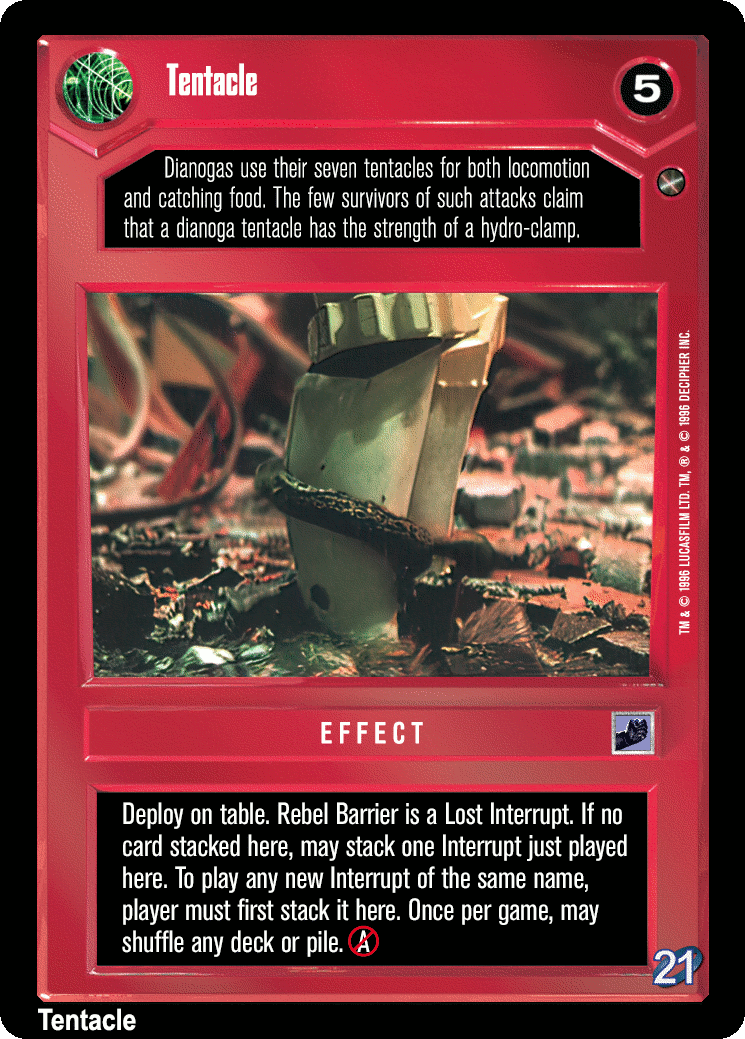 Tentacle
5
Dianogas use their seven tentacles for both locomotion
and catching food. The few survivors of such attacks claim
that a dianoga tentacle has the strength of a hydro-clamp.
TM & © 1996 LUCASFILM LTD. TM, ® & © 1996 DECIPHER INC.
EFFECT
Deploy on table. Rebel Barrier is a Lost Interrupt. If no
card stacked here, may stack one Interrupt just played
here. To play any new Interrupt of the same name,
player must first stack it here. Once per game, may
shuffle any deck or pile. A
21
Tentacle